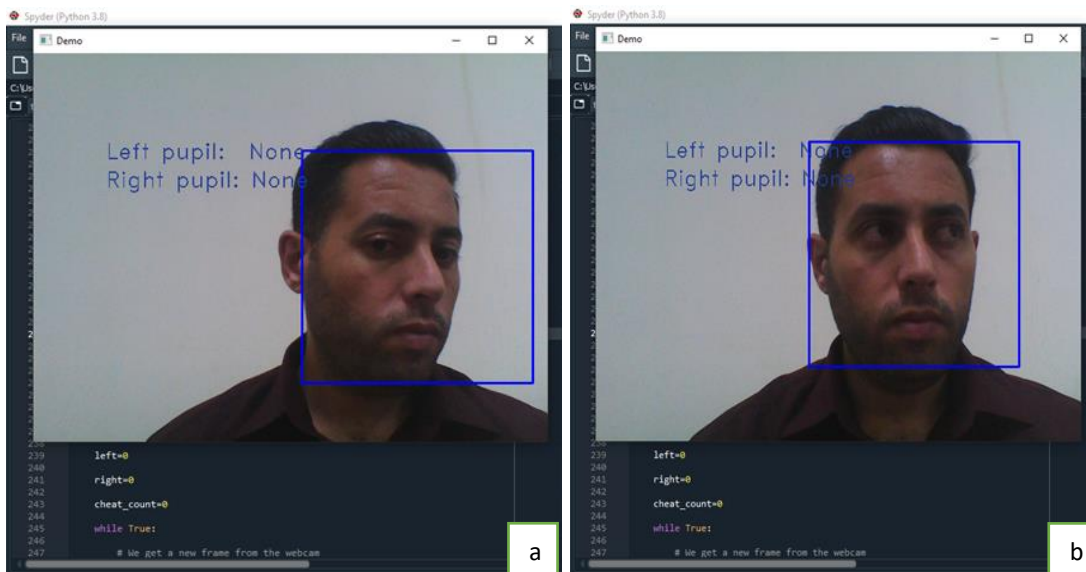 Spyder (Python 3.8)
File
Demo
C:\Us
Left pupil: None
Right pupil: None
239 left=0
240
241 right=0
242
243 cheat_count=0
244
245 while True:
246
247 # We get a new frame from the webcam
a
Spyder (Python 3.8)
File
Demo
C:\Us
Left pupil: None
Right pupil: None
239 left=0
240
241 right=0
242
243 cheat_count=0
244
245 while True:
246
247 # We get a new frame from the webcam
b